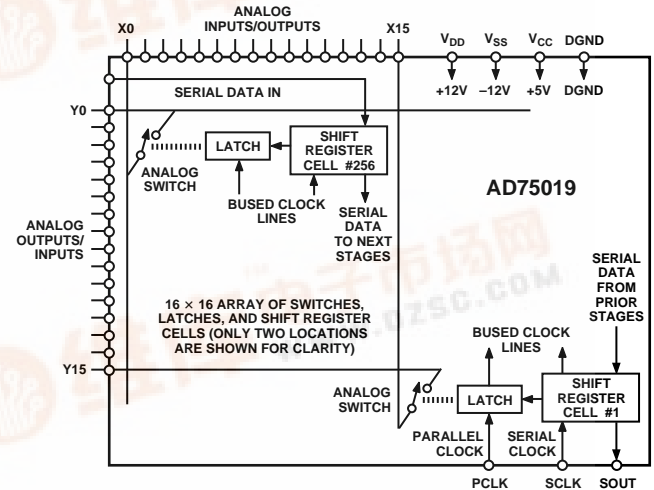 ANALOG
INPUTS/OUTPUTS
X0
X15
VDD
VSS
VCC
DGND
+12V
–12V
+5V
DGND
SERIAL DATA IN
Y0
LATCH
SHIFT
REGISTER
CELL #256
ANALOG
SWITCH
BUSED CLOCK
LINES
SERIAL
DATA
TO NEXT
STAGES
AD75019
ANALOG
OUTPUTS/
INPUTS
SERIAL
DATA
FROM
PRIOR
STAGES
16 × 16 ARRAY OF SWITCHES,
LATCHES, AND SHIFT REGISTER
CELLS (ONLY TWO LOCATIONS
ARE SHOWN FOR CLARITY)
BUSED CLOCK
LINES
Y15
ANALOG
SWITCH
LATCH
SHIFT
REGISTER
CELL #1
PARALLEL
CLOCK
SERIAL
CLOCK
PCLK
SCLK
SOUT